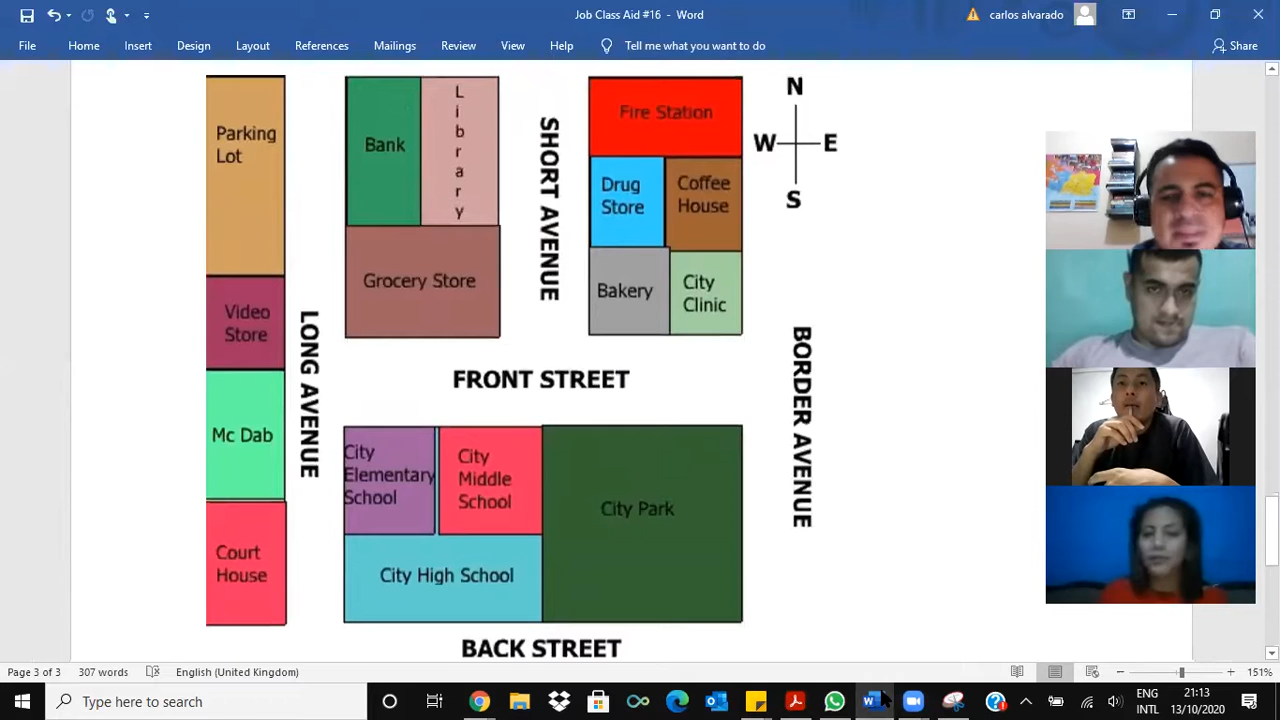 Job Class Aid #16 - Word
carlos alvarado
File Home Insert Design Layout References Mailings Review View Help Tell me what you want to do Share
Parking
Lot
Bank
L
i
b
r
a
r
y
SHORT AVENUE
Fire Station
N
W E
S
Drug
Store
Coffee
House
Grocery Store
Bakery
City
Clinic
Video
Store
LONG AVENUE
FRONT STREET
BORDER AVENUE
Mc Dab
City
Elementary
School
City
Middle
School
City Park
Court
House
City High School
BACK STREET
Page 3 of 3 307 words English (United Kingdom) 151%
Type here to search
ENG
INTL
21:13
13/10/2020